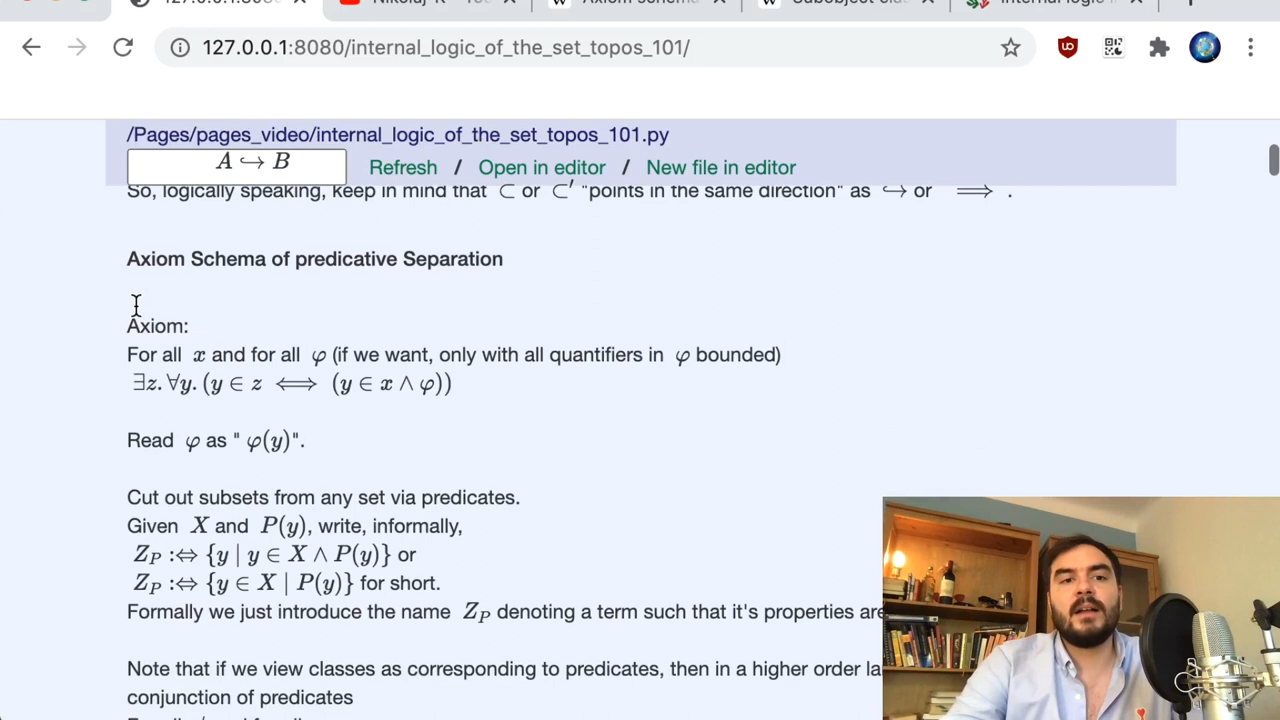 127.0.0.1:8080/internal_logic_of_the_set_topos_101/
/Pages/pages_video/internal_logic_of_the_set_topos_101.py
A ↪ B
Refresh / Open in editor / New file in editor
So, logically speaking, keep in mind that ⊂ or ⊂′ "points in the same direction" as ↪ or ⟹ .
Axiom Schema of predicative Separation
Axiom:
For all x and for all φ (if we want, only with all quantifiers in φ bounded)
∃z. ∀y. (y ∈ z ⟺ (y ∈ x ∧ φ))
Read φ as " φ(y)".
Cut out subsets from any set via predicates.
Given X and P(y), write, informally,
Z_P :⇔ {y | y ∈ X ∧ P(y)} or
Z_P :⇔ {y ∈ X | P(y)} for short.
Formally we just introduce the name Z_P denoting a term such that it's properties are
Note that if we view classes as corresponding to predicates, then in a higher order la
conjunction of predicates